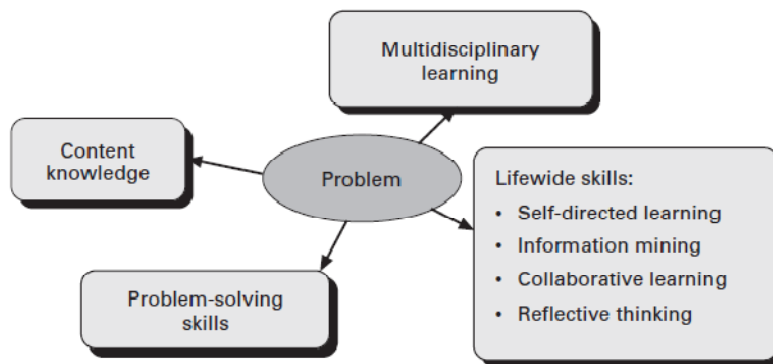 Multidisciplinary
learning
Content
knowledge
Problem
Lifewide skills:
• Self-directed learning
• Information mining
• Collaborative learning
• Reflective thinking
Problem-solving
skills